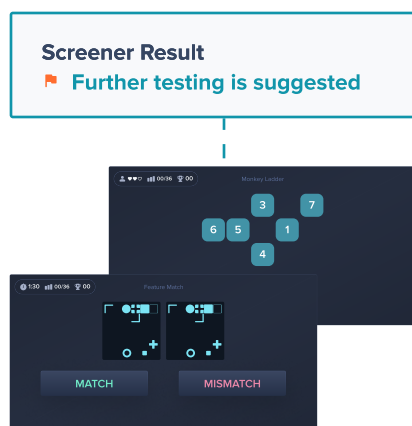 Screener Result
Further testing is suggested
00/36 00 Monkey Ladder
3 7
6 5 1
4
1:30 00/36 00 Feature Match
MATCH MISMATCH